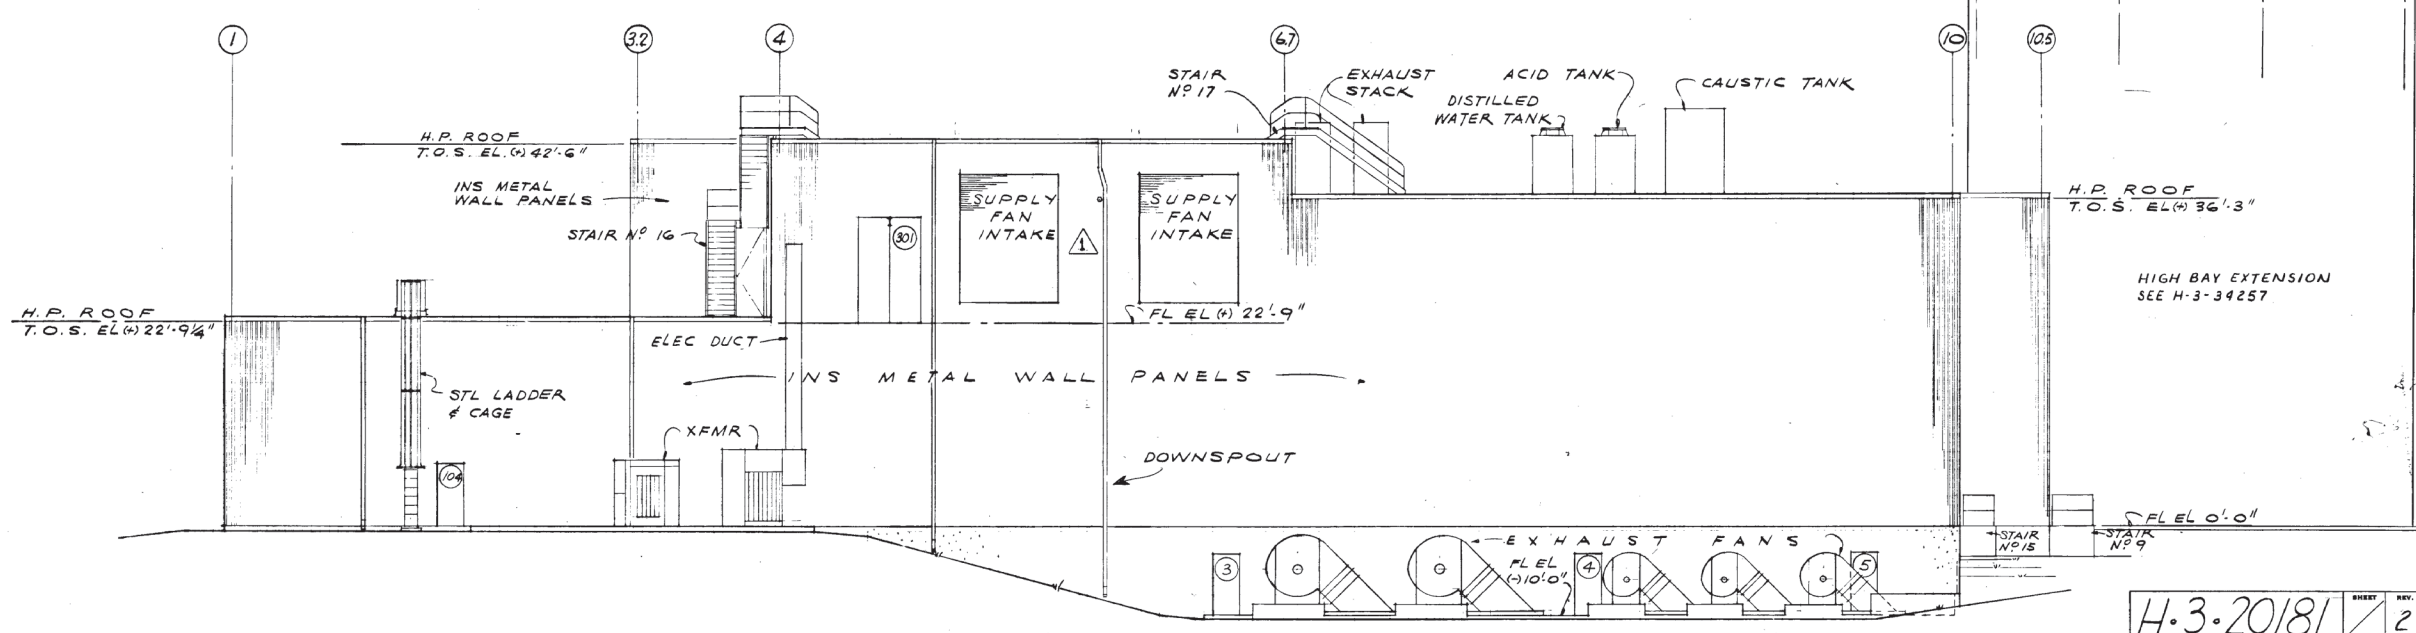 1
3.2
4
6.7
10
10.5
STAIR
Nº 17
EXHAUST
STACK
ACID TANK
DISTILLED
WATER TANK
CAUSTIC TANK
H.P. ROOF
T.O.S. EL.(+) 42'-6"
INS METAL
WALL PANELS
STAIR Nº 16
301
SUPPLY
FAN
INTAKE
1
SUPPLY
FAN
INTAKE
H.P. ROOF
T.O.S. EL(+) 36'-3"
HIGH BAY EXTENSION
SEE H-3-34257
H.P. ROOF
T.O.S. EL(+) 22'-9¼"
FL EL (+) 22'-9"
ELEC DUCT
INS METAL WALL PANELS
STL LADDER
& CAGE
XFMR
104
DOWNSPOUT
FL EL 0'-0"
STAIR
Nº 15
STAIR
Nº 9
EXHAUST FANS
FL EL
(-)10'-0"
3
4
5
H-3-20181
SHEET
1
REV.
2